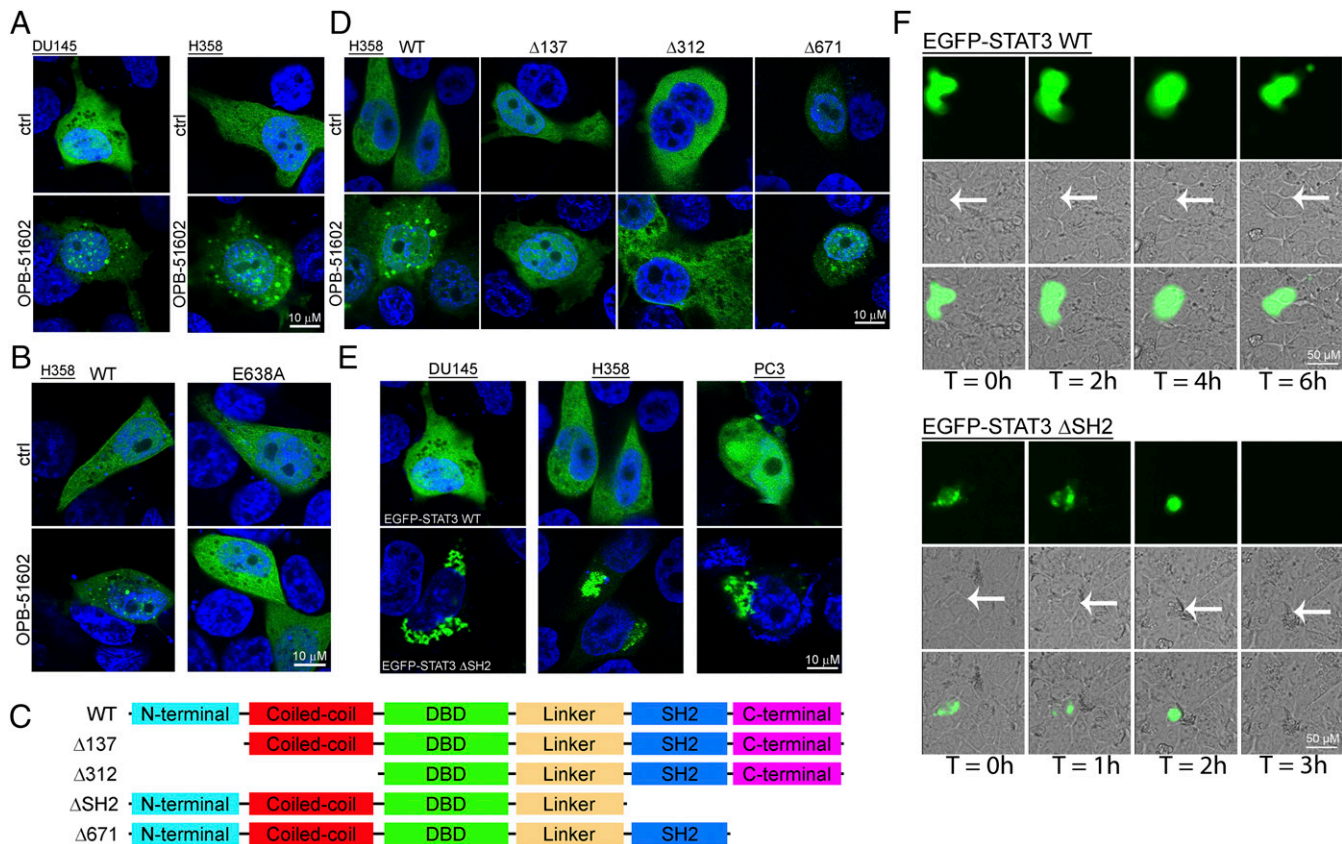 A
DU145
H358
ctrl
OPB-51602
OPB-51602
ctrl
10 µM
B
H358 WT E638A
ctrl
OPB-51602
10 µM
C
WT N-terminal Coiled-coil DBD Linker SH2 C-terminal
Δ137 Coiled-coil DBD Linker SH2 C-terminal
Δ312 DBD Linker SH2 C-terminal
ΔSH2 N-terminal Coiled-coil DBD Linker
Δ671 N-terminal Coiled-coil DBD Linker SH2
D
H358 WT Δ137 Δ312 Δ671
ctrl
OPB-51602
10 µM
E
DU145 H358 PC3
EGFP-STAT3 WT
EGFP-STAT3 ΔSH2
10 µM
F
EGFP-STAT3 WT
50 µM
T = 0h T = 2h T = 4h T = 6h
EGFP-STAT3 ΔSH2
50 µM
T = 0h T = 1h T = 2h T = 3h